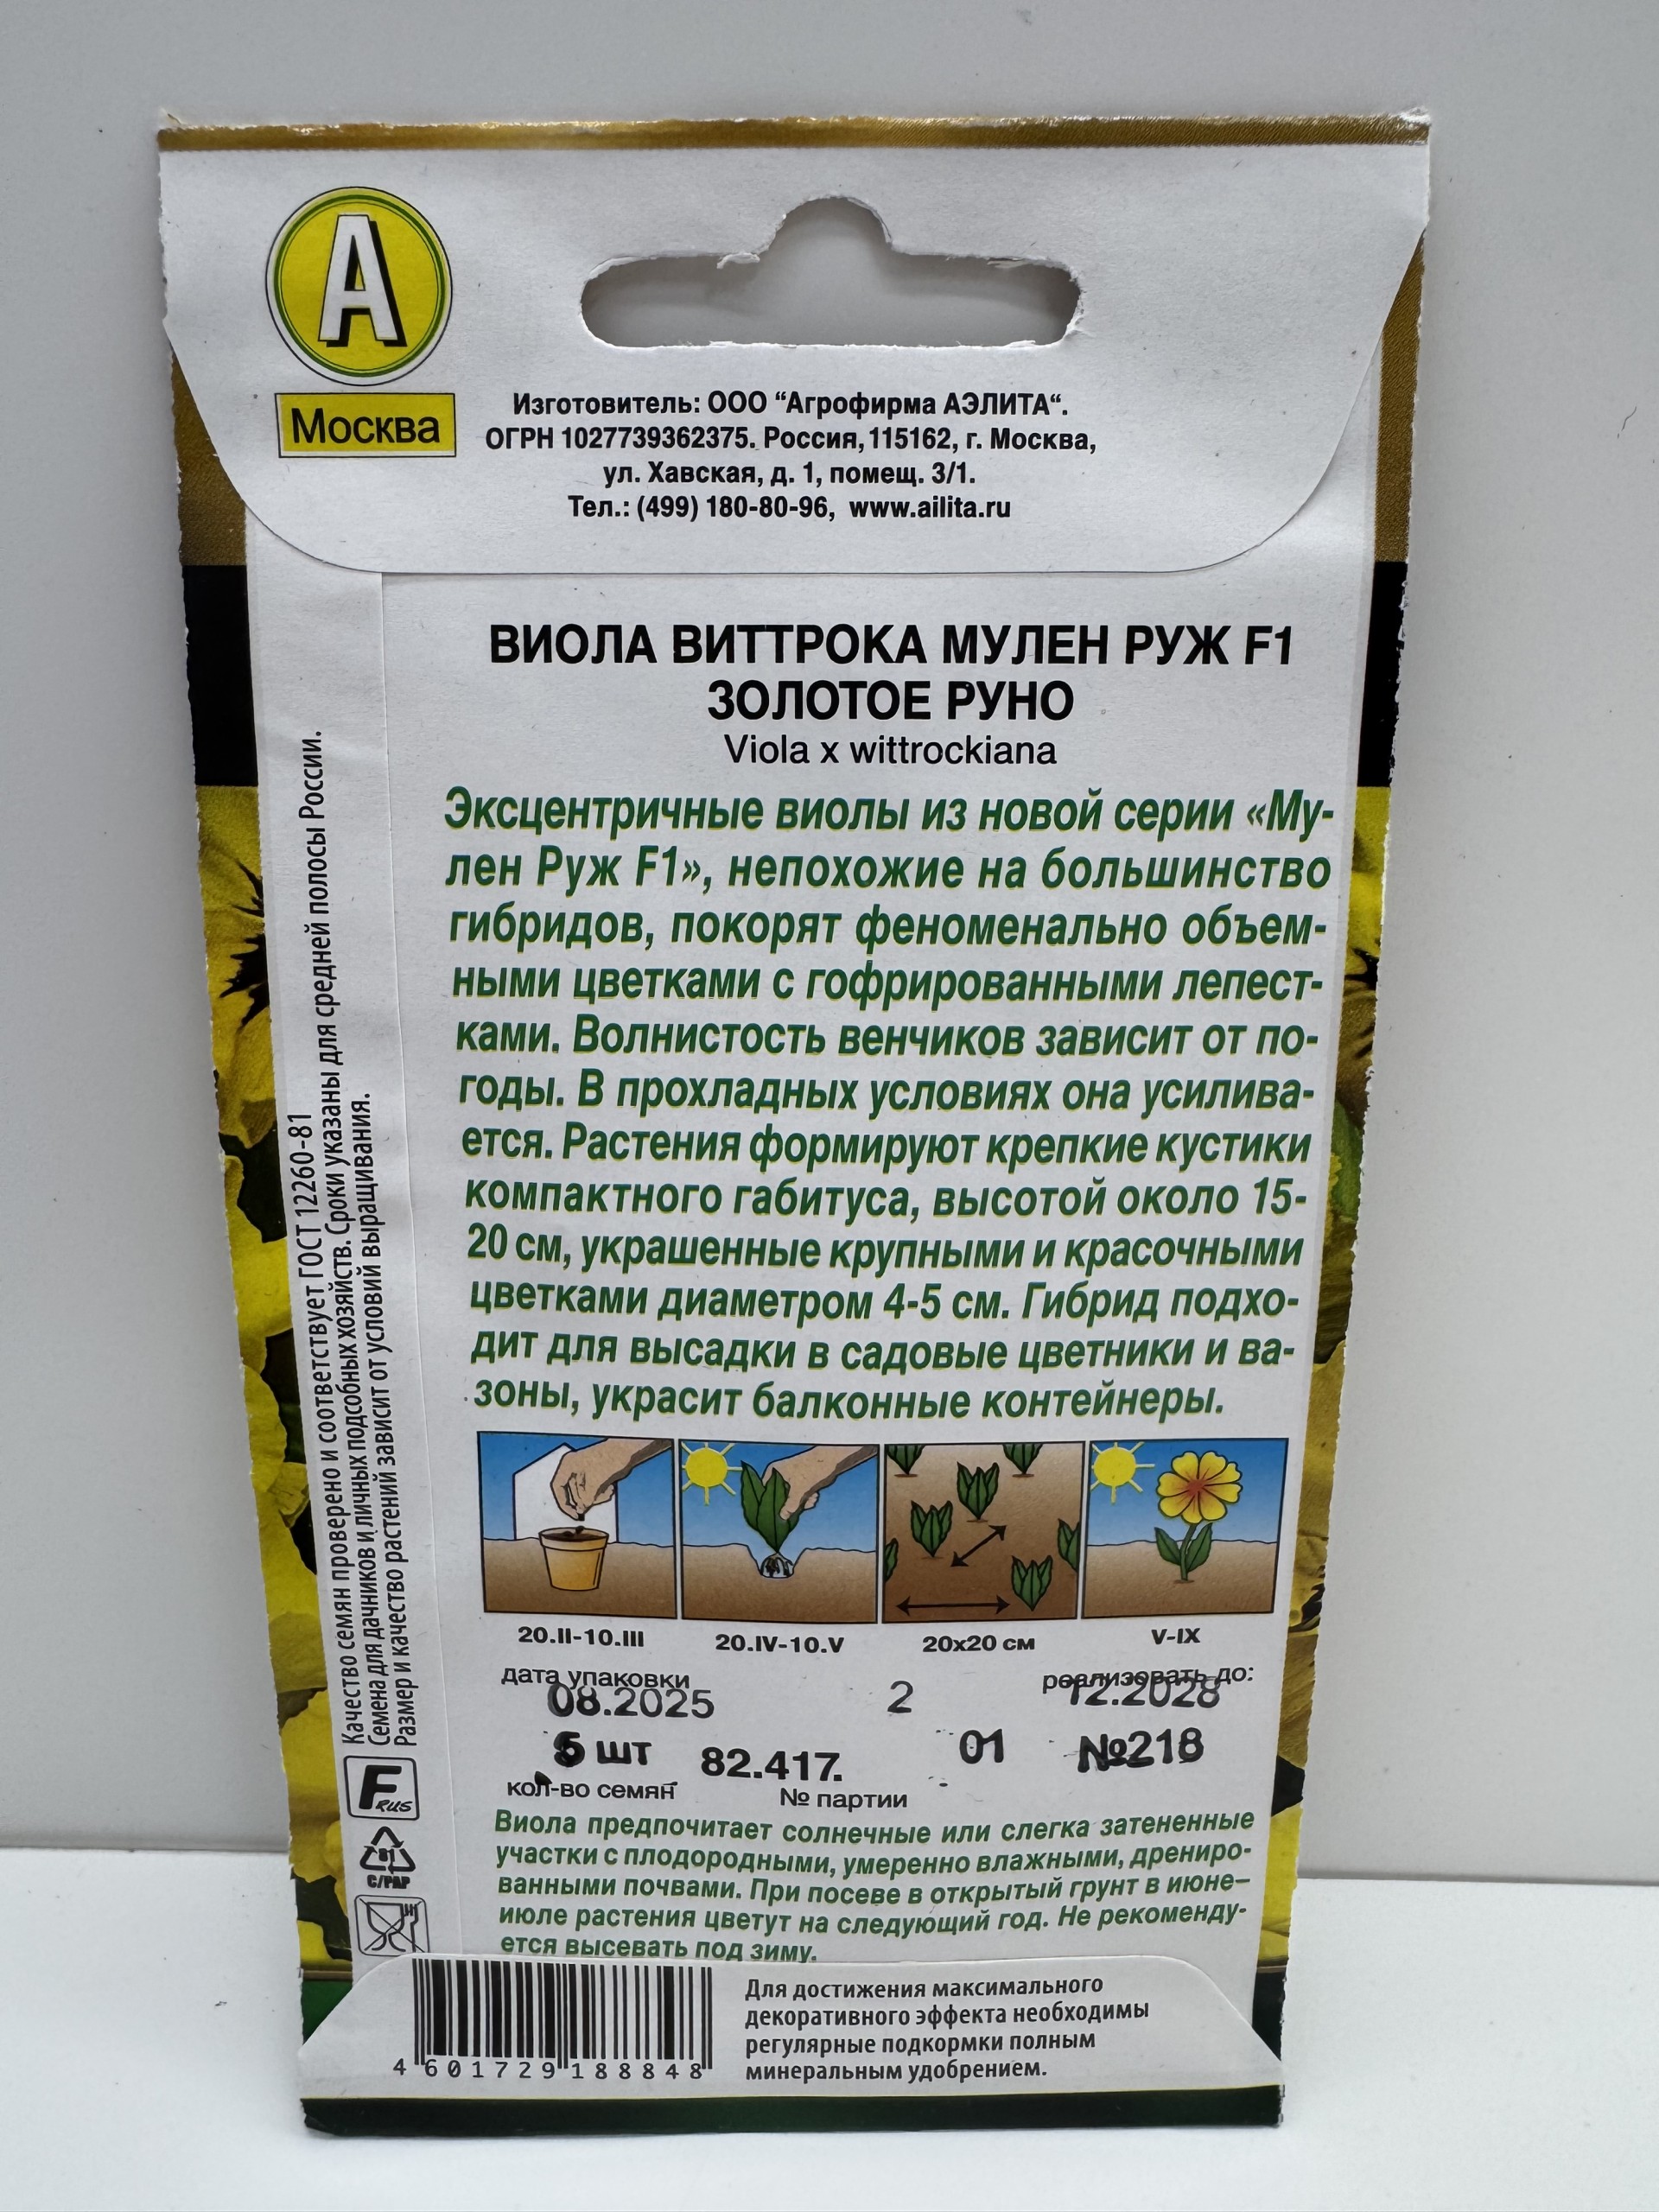 А
Москва
Изготовитель: ООО “Агрофирма АЭЛИТА“.
ОГРН 1027739362375. Россия, 115162, г. Москва,
ул. Хавская, д. 1, помещ. 3/1.
Тел.: (499) 180-80-96, www.ailita.ru
ВИОЛА ВИТТРОКА МУЛЕН РУЖ F1
ЗОЛОТОЕ РУНО
Viola x wittrockiana
Эксцентричные виолы из новой серии «Му-
лен Руж F1», непохожие на большинство
гибридов, покорят феноменально объем-
ными цветками с гофрированными лепест-
ками. Волнистость венчиков зависит от по-
годы. В прохладных условиях она усилива-
ется. Растения формируют крепкие кустики
компактного габитуса, высотой около 15-
20 см, украшенные крупными и красочными
цветками диаметром 4-5 см. Гибрид подхо-
дит для высадки в садовые цветники и ва-
зоны, украсит балконные контейнеры.
20.II-10.III
20.IV-10.V
20х20 см
V-IX
дата упаковки
реализовать до:
08.2025
2
12.2028
5 шт
82.417.
01
№218
кол-во семян
№ партии
Виола предпочитает солнечные или слегка затененные
участки с плодородными, умеренно влажными, дрениро-
ванными почвами. При посеве в открытый грунт в июне–
июле растения цветут на следующий год. Не рекоменду-
ется высевать под зиму.
Качество семян проверено и соответствует ГОСТ 12260-81
Семена для дачников и личных подсобных хозяйств. Сроки указаны для средней полосы России.
Размер и качество растений зависит от условий выращивания.
F RUS
81
C/PAP
4 601729 188848
Для достижения максимального
декоративного эффекта необходимы
регулярные подкормки полным
минеральным удобрением.